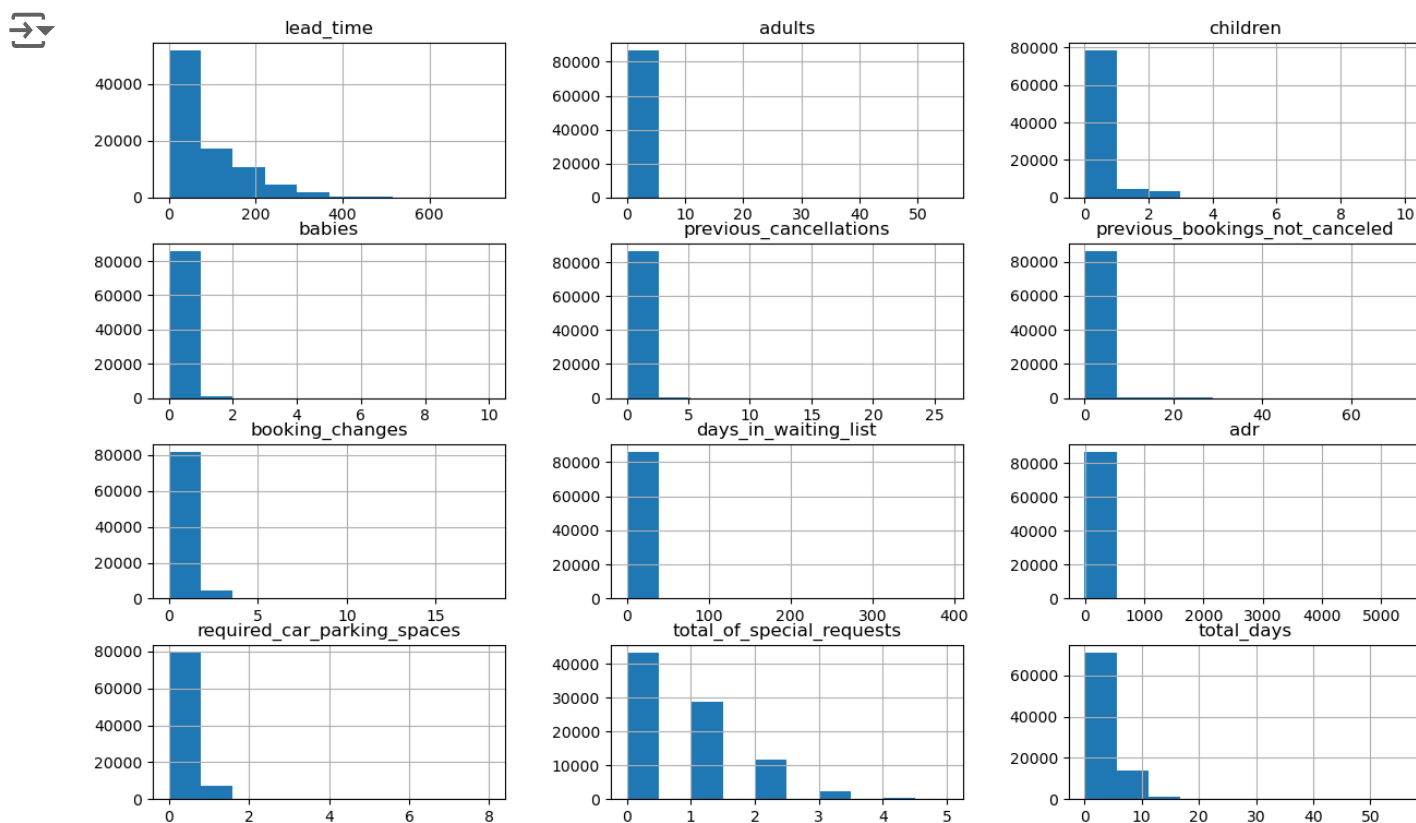 lead_time
adults
children
40000
20000
0
0 200 400 600
80000
60000
40000
20000
0
0 10 20 30 40 50
80000
60000
40000
20000
0
0 2 4 6 8 10
babies
previous_cancellations
previous_bookings_not_canceled
80000
60000
40000
20000
0
0 2 4 6 8 10
80000
60000
40000
20000
0
0 5 10 15 20 25
80000
60000
40000
20000
0
0 20 40 60
booking_changes
days_in_waiting_list
adr
80000
60000
40000
20000
0
0 5 10 15
80000
60000
40000
20000
0
0 100 200 300 400
80000
60000
40000
20000
0
0 1000 2000 3000 4000 5000
required_car_parking_spaces
total_of_special_requests
total_days
80000
60000
40000
20000
0
0 2 4 6 8
40000
30000
20000
10000
0
0 1 2 3 4 5
60000
40000
20000
0
0 10 20 30 40 50